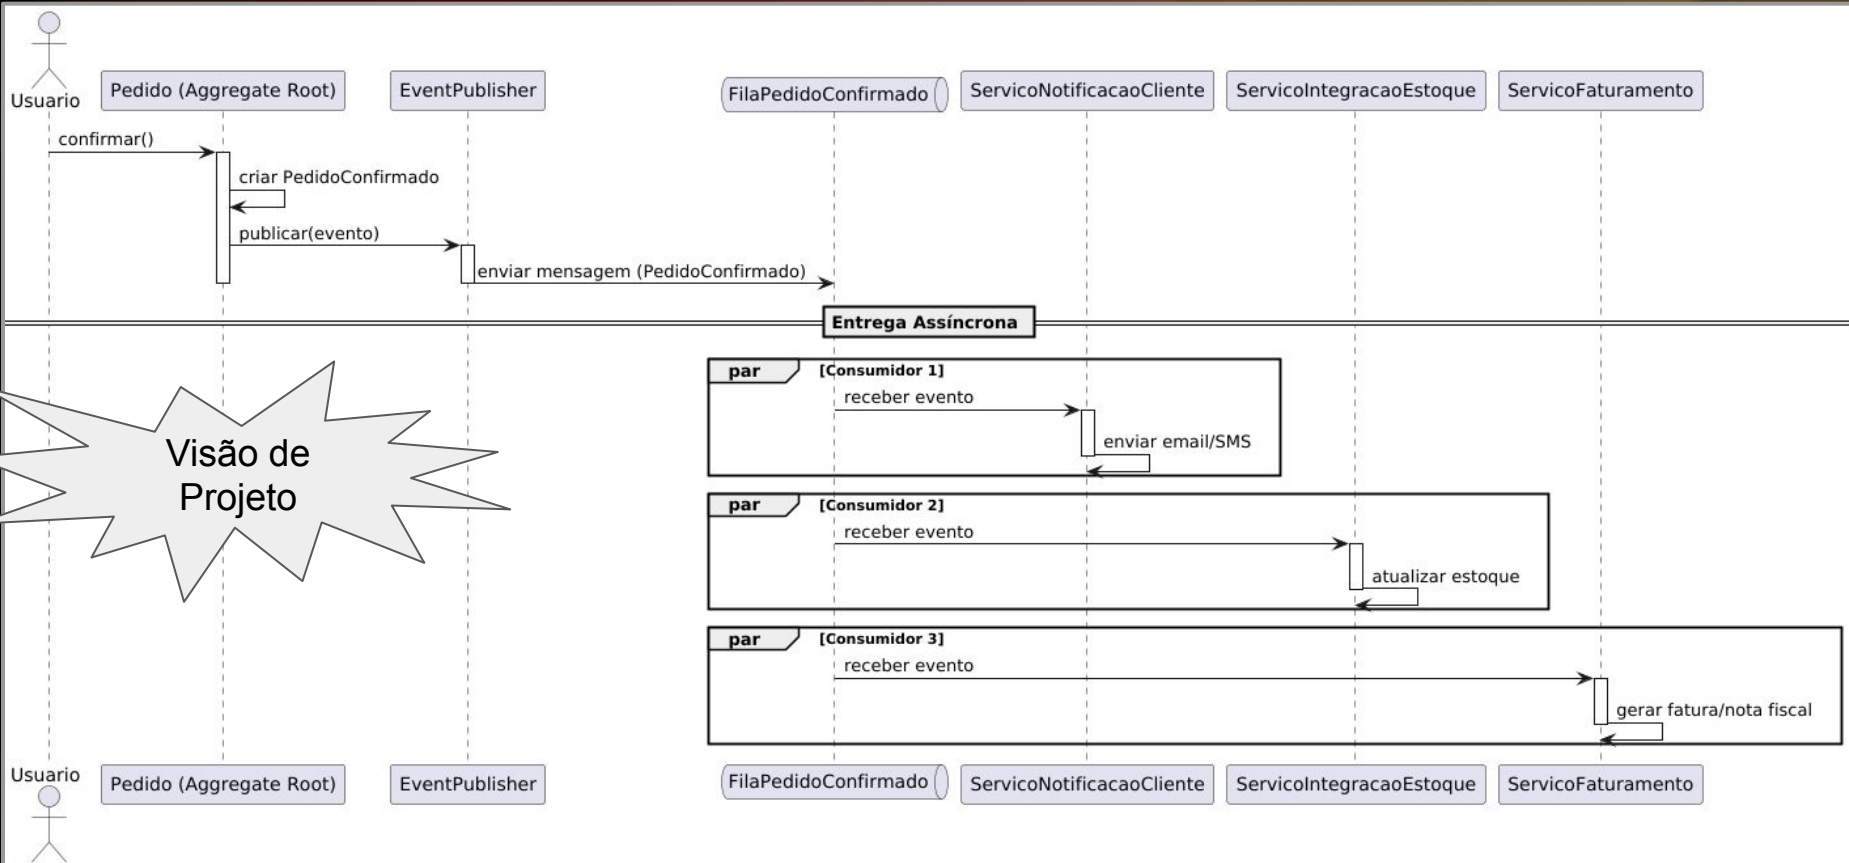 Usuario
Pedido (Aggregate Root)
EventPublisher
FilaPedidoConfirmado
ServicoNotificacaoCliente
ServicoIntegracaoEstoque
ServicoFaturamento
confirmar()
criar PedidoConfirmado
publicar(evento)
enviar mensagem (PedidoConfirmado)
Entrega Assíncrona
Visão de
Projeto
par
[Consumidor 1]
receber evento
enviar email/SMS
par
[Consumidor 2]
receber evento
atualizar estoque
par
[Consumidor 3]
receber evento
gerar fatura/nota fiscal
Usuario
Pedido (Aggregate Root)
EventPublisher
FilaPedidoConfirmado
ServicoNotificacaoCliente
ServicoIntegracaoEstoque
ServicoFaturamento